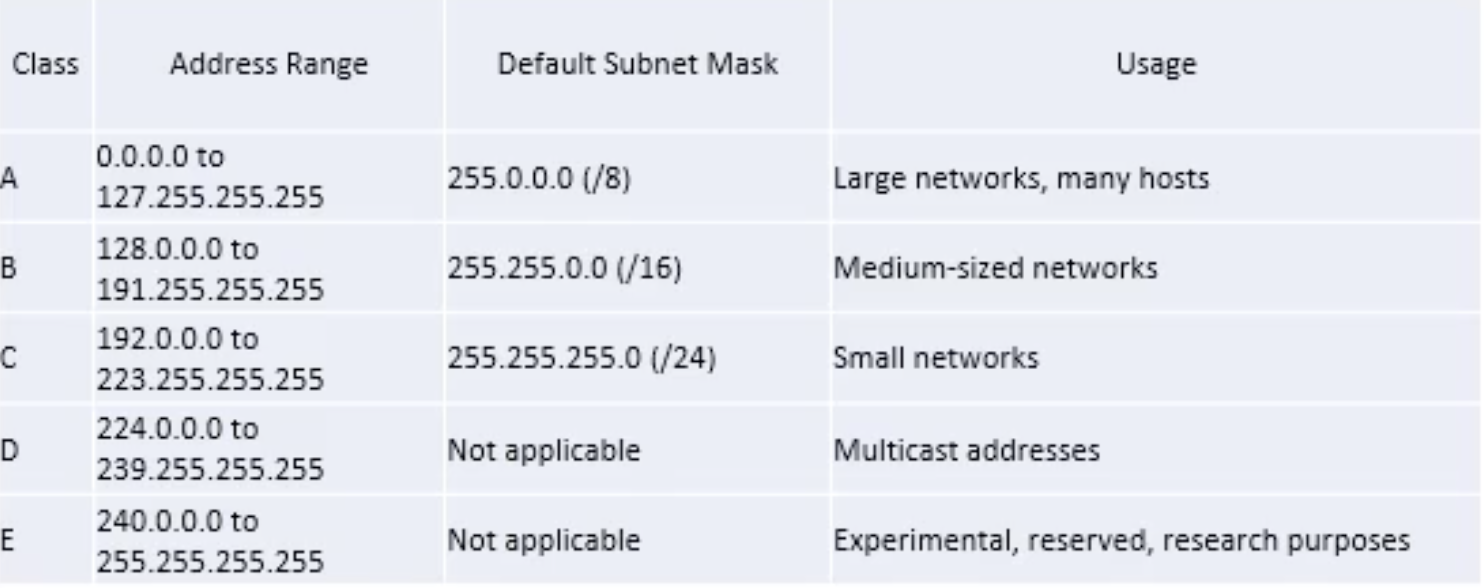 Class Address Range Default Subnet Mask Usage
A 0.0.0.0 to 127.255.255.255 255.0.0.0 (/8) Large networks, many hosts
B 128.0.0.0 to 191.255.255.255 255.255.0.0 (/16) Medium-sized networks
C 192.0.0.0 to 223.255.255.255 255.255.255.0 (/24) Small networks
D 224.0.0.0 to 239.255.255.255 Not applicable Multicast addresses
E 240.0.0.0 to 255.255.255.255 Not applicable Experimental, reserved, research purposes